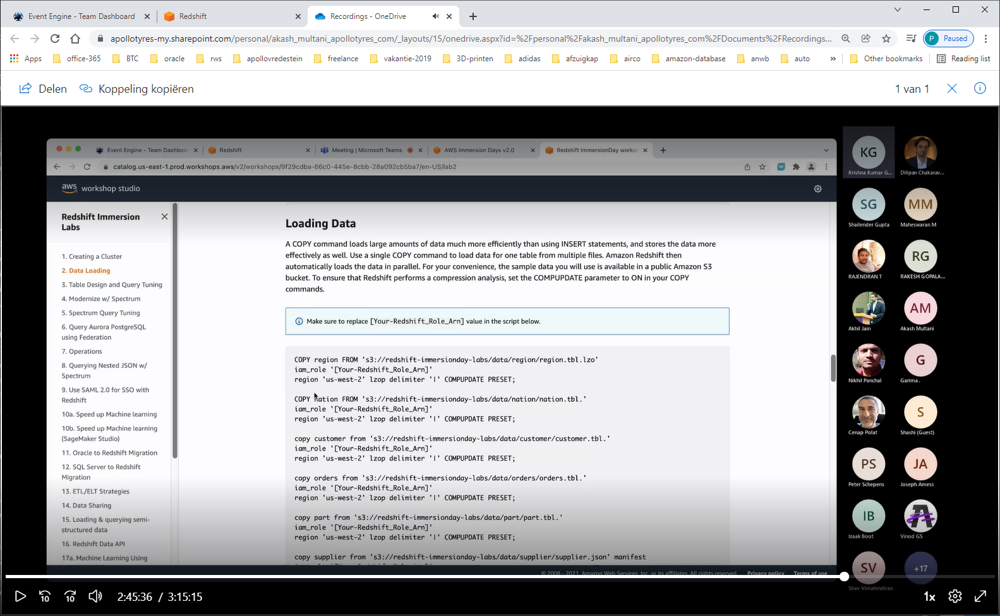 Event Engine - Team Dashboard
Redshift
Recordings - OneDrive
apollotyres-my.sharepoint.com/personal/akash_multani_apollotyres_com/_layouts/15/onedrive.aspx?id=%2Fpersonal%2Fakash_multani_apollotyres_com%2FDocuments%2FRecordings...
P Paused
Apps office-365 BTC oracle rws apollovredestein freelance vakantie-2019 3D-printen adidas afzuigkap airco amazon-database anwb auto » Other bookmarks Reading list
Delen Koppeling kopiëren 1 van 1
Event Engine - Team Dashboa
Redshift
Meeting | Microsoft Teams
AWS Immersion Days v2.0
Redshift ImmersionDay works
catalog.us-east-1.prod.workshops.aws/v2/workshops/9f29cdba-66c0-445e-8cbb-28a092cb5ba7/en-US/lab2
aws workshop studio
Redshift Immersion
Labs
1. Creating a Cluster
2. Data Loading
3. Table Design and Query Tuning
4. Modernize w/ Spectrum
5. Spectrum Query Tuning
6. Query Aurora PostgreSQL
using Federation
7. Operations
8. Querying Nested JSON w/
Spectrum
9. Use SAML 2.0 for SSO with
Redshift
10a. Speed up Machine learning
10b. Speed up Machine learning
(SageMaker Studio)
11. Oracle to Redshift Migration
12. SQL Server to Redshift
Migration
13. ETL/ELT Strategies
14. Data Sharing
15. Loading & querying semi-
structured data
16. Redshift Data API
17a. Machine Learning Using
Loading Data
A COPY command loads large amounts of data much more efficiently than using INSERT statements, and stores the data more
effectively as well. Use a single COPY command to load data for one table from multiple files. Amazon Redshift then
automatically loads the data in parallel. For your convenience, the sample data you will use is available in a public Amazon S3
bucket. To ensure that Redshift performs a compression analysis, set the COMPUPDATE parameter to ON in your COPY
commands.
Make sure to replace [Your-Redshift_Role_Arn] value in the script below.
COPY region FROM 's3://redshift-immersionday-labs/data/region/region.tbl.lzo'
iam_role '[Your-Redshift_Role_Arn]'
region 'us-west-2' lzop delimiter '|' COMPUPDATE PRESET;
COPY nation FROM 's3://redshift-immersionday-labs/data/nation/nation.tbl.'
iam_role '[Your-Redshift_Role_Arn]'
region 'us-west-2' lzop delimiter '|' COMPUPDATE PRESET;
copy customer from 's3://redshift-immersionday-labs/data/customer/customer.tbl.'
iam_role '[Your-Redshift_Role_Arn]'
region 'us-west-2' lzop delimiter '|' COMPUPDATE PRESET;
copy orders from 's3://redshift-immersionday-labs/data/orders/orders.tbl.'
iam_role '[Your-Redshift_Role_Arn]'
region 'us-west-2' lzop delimiter '|' COMPUPDATE PRESET;
copy part from 's3://redshift-immersionday-labs/data/part/part.tbl.'
iam_role '[Your-Redshift_Role_Arn]'
region 'us-west-2' lzop delimiter '|' COMPUPDATE PRESET;
copy supplier from 's3://redshift-immersionday-labs/data/supplier/supplier.json' manifest
© 2008 - 2021, Amazon Web Services, Inc. or its affiliates. All rights reserved. Privacy policy Terms of use
KG
Krishna Kumar G... Dilipan Chakarav...
SG MM
Shailender Gupta Maheswaran M
RG
RAJENDRAN T RAKESH GOPALA...
AM
Akhil Jain Akash Multani
G
Nikhil Panchal Garima .
S
Cenap Polat Shashi (Guest)
PS JA
Peter Schepens Joseph Amess
IB
Izaak Boot Vinod GS
SV +17
Shav Vimalendiran
10 10 2:45:36 / 3:15:15 1x